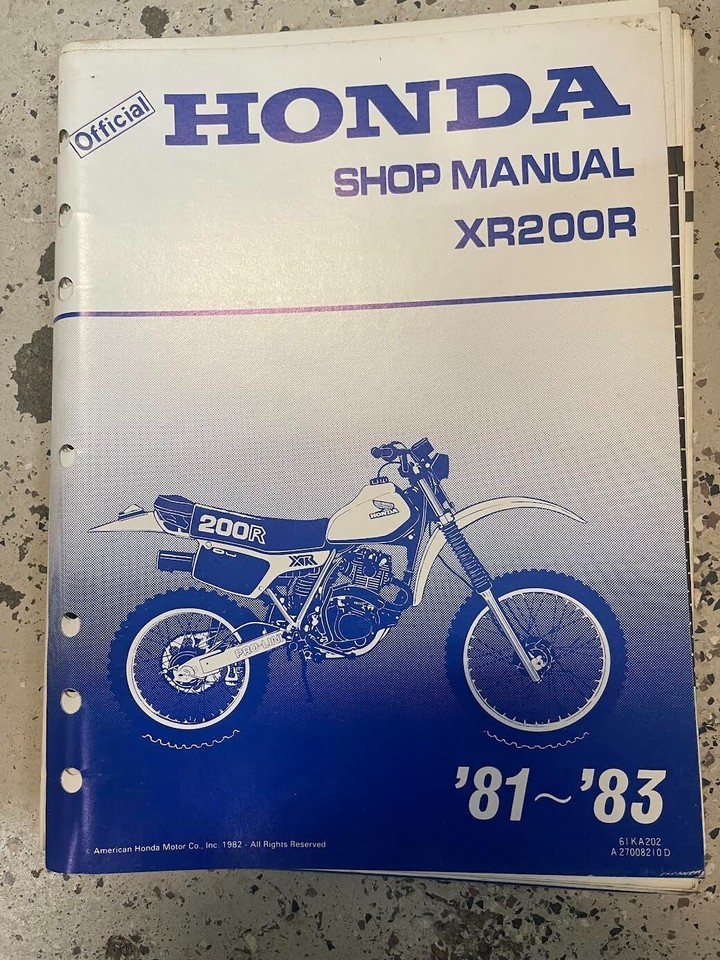 Official
HONDA
SHOP MANUAL
XR200R
HONDA
200R
XR
PRO-LINK
'81~'83
© American Honda Motor Co., Inc. 1982 - All Rights Reserved
61KA202
A27008210D